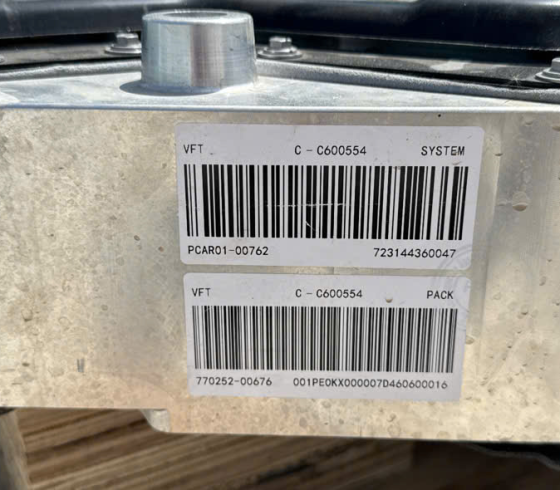 VFT C - C600554 SYSTEM
PCAR01-00762 723144360047
VFT C - C600554 PACK
770252-00676 001PE0KX000007D460600016